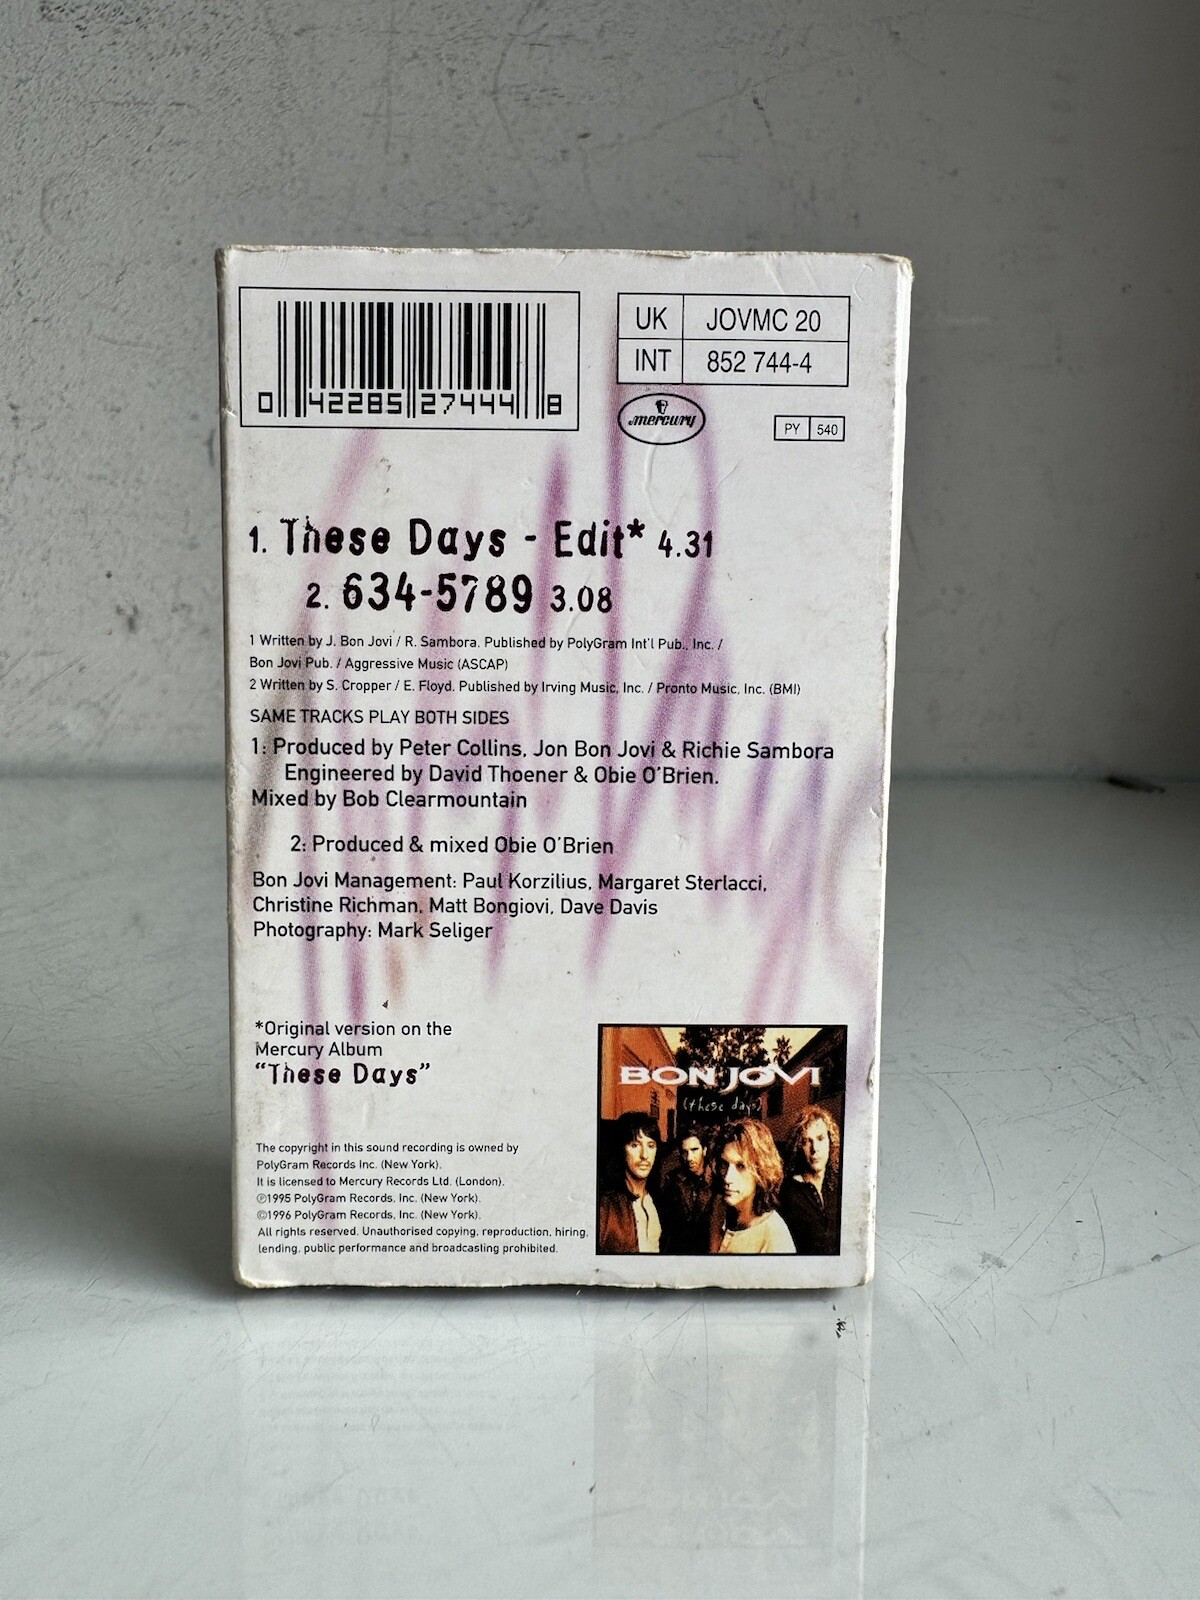 0 42285 27444 8
UK JOVMC 20
INT 852 744-4
mercury
PY 540
1. These Days - Edit* 4.31
2. 634-5789 3.08
1 Written by J. Bon Jovi / R. Sambora. Published by PolyGram Int'l Pub., Inc. /
Bon Jovi Pub. / Aggressive Music (ASCAP)
2 Written by S. Cropper / E. Floyd. Published by Irving Music, Inc. / Pronto Music, Inc. (BMI)
SAME TRACKS PLAY BOTH SIDES
1: Produced by Peter Collins, Jon Bon Jovi & Richie Sambora
Engineered by David Thoener & Obie O'Brien.
Mixed by Bob Clearmountain
2: Produced & mixed Obie O'Brien
Bon Jovi Management: Paul Korzilius, Margaret Sterlacci,
Christine Richman, Matt Bongiovi, Dave Davis
Photography: Mark Seliger
*Original version on the
Mercury Album
"These Days"
BON JOVI
(these days)
The copyright in this sound recording is owned by
PolyGram Records Inc. (New York).
It is licensed to Mercury Records Ltd. (London).
℗1995 PolyGram Records, Inc. (New York).
©1996 PolyGram Records, Inc. (New York).
All rights reserved. Unauthorised copying, reproduction, hiring,
lending, public performance and broadcasting prohibited.